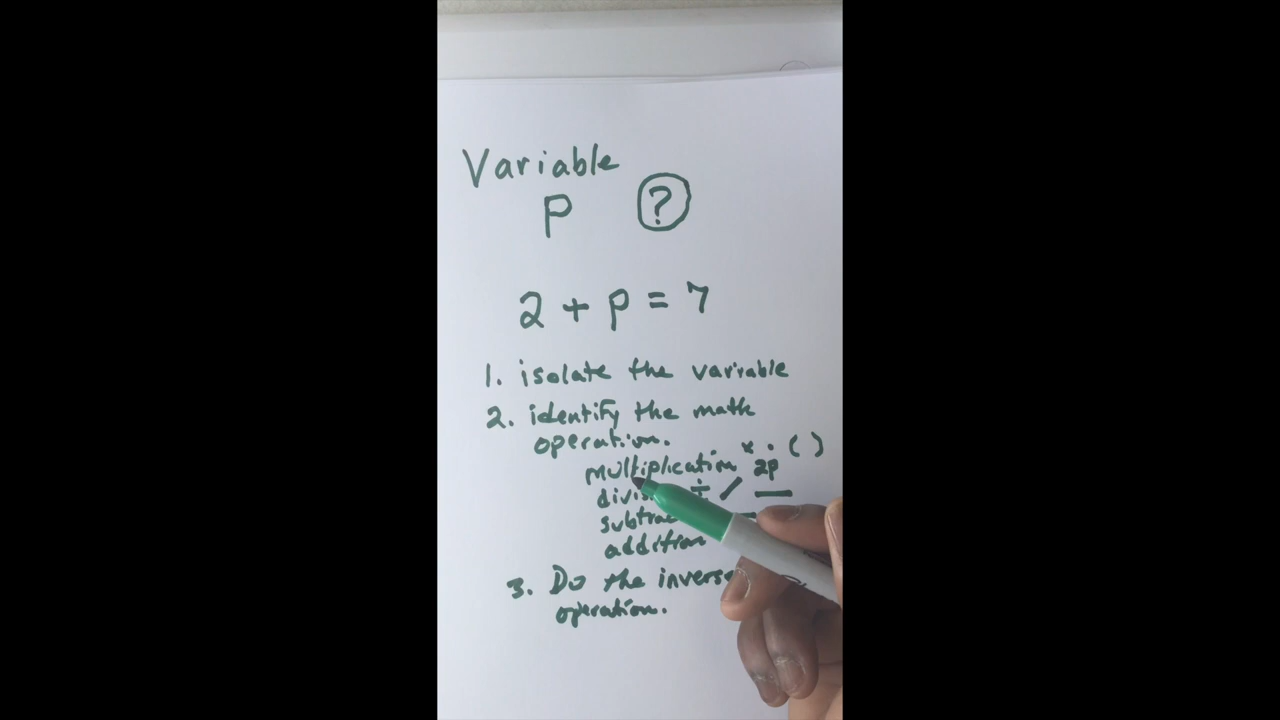 Variable
P ?
2 + p = 7
1. isolate the variable
2. identify the math
operation.
multiplication × · ( )
2p
÷ / —
addition
3. Do the inverse
operation.